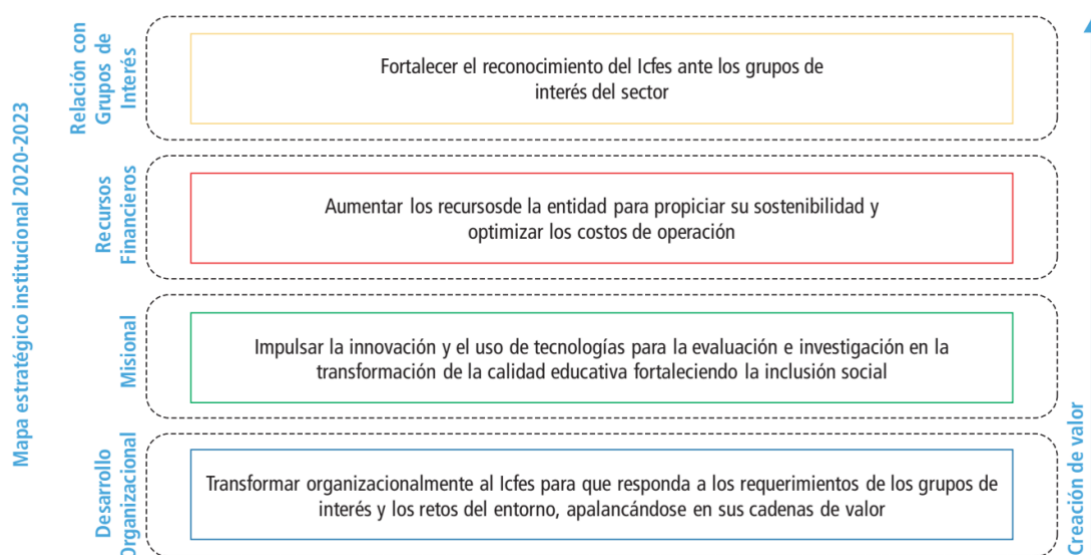 Mapa estratégico institucional 2020-2023
Relación con
Grupos de
Interés
Fortalecer el reconocimiento del Icfes ante los grupos de
interés del sector
Recursos
Financieros
Aumentar los recursosde la entidad para propiciar su sostenibilidad y
optimizar los costos de operación
Misional
Impulsar la innovación y el uso de tecnologías para la evaluación e investigación en la
transformación de la calidad educativa fortaleciendo la inclusión social
Desarrollo
Organizacional
Transformar organizacionalmente al Icfes para que responda a los requerimientos de los grupos de
interés y los retos del entorno, apalancándose en sus cadenas de valor
Creación de valor